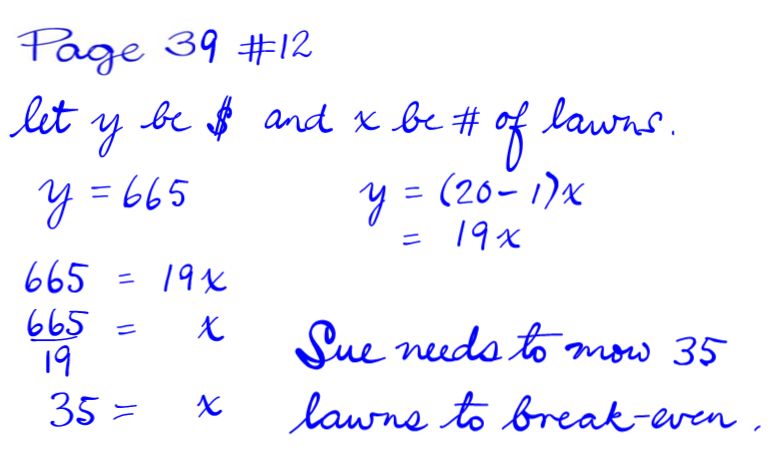 Page 39 #12
let y be $ and x be # of lawns.
y = 665
y = (20-1)x
= 19x
665 = 19x
665/19 = x
35 = x
Sue needs to mow 35
lawns to break-even.